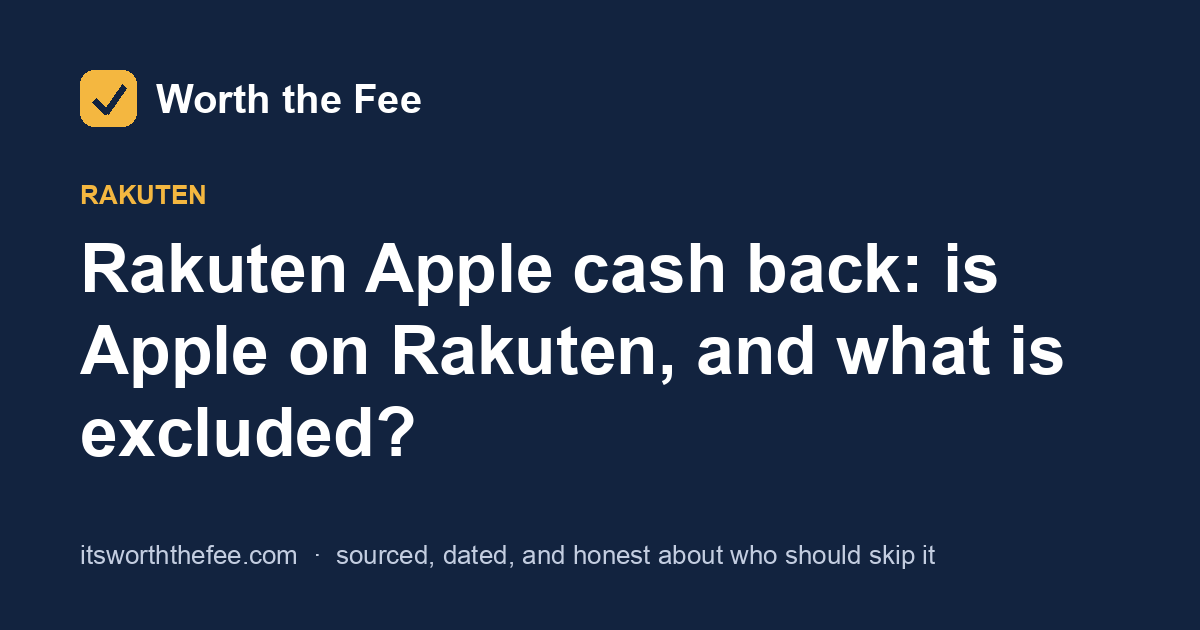 Worth the Fee
RAKUTEN
Rakuten Apple cash back: is
Apple on Rakuten, and what is
excluded?
itsworththefee.com · sourced, dated, and honest about who should skip it